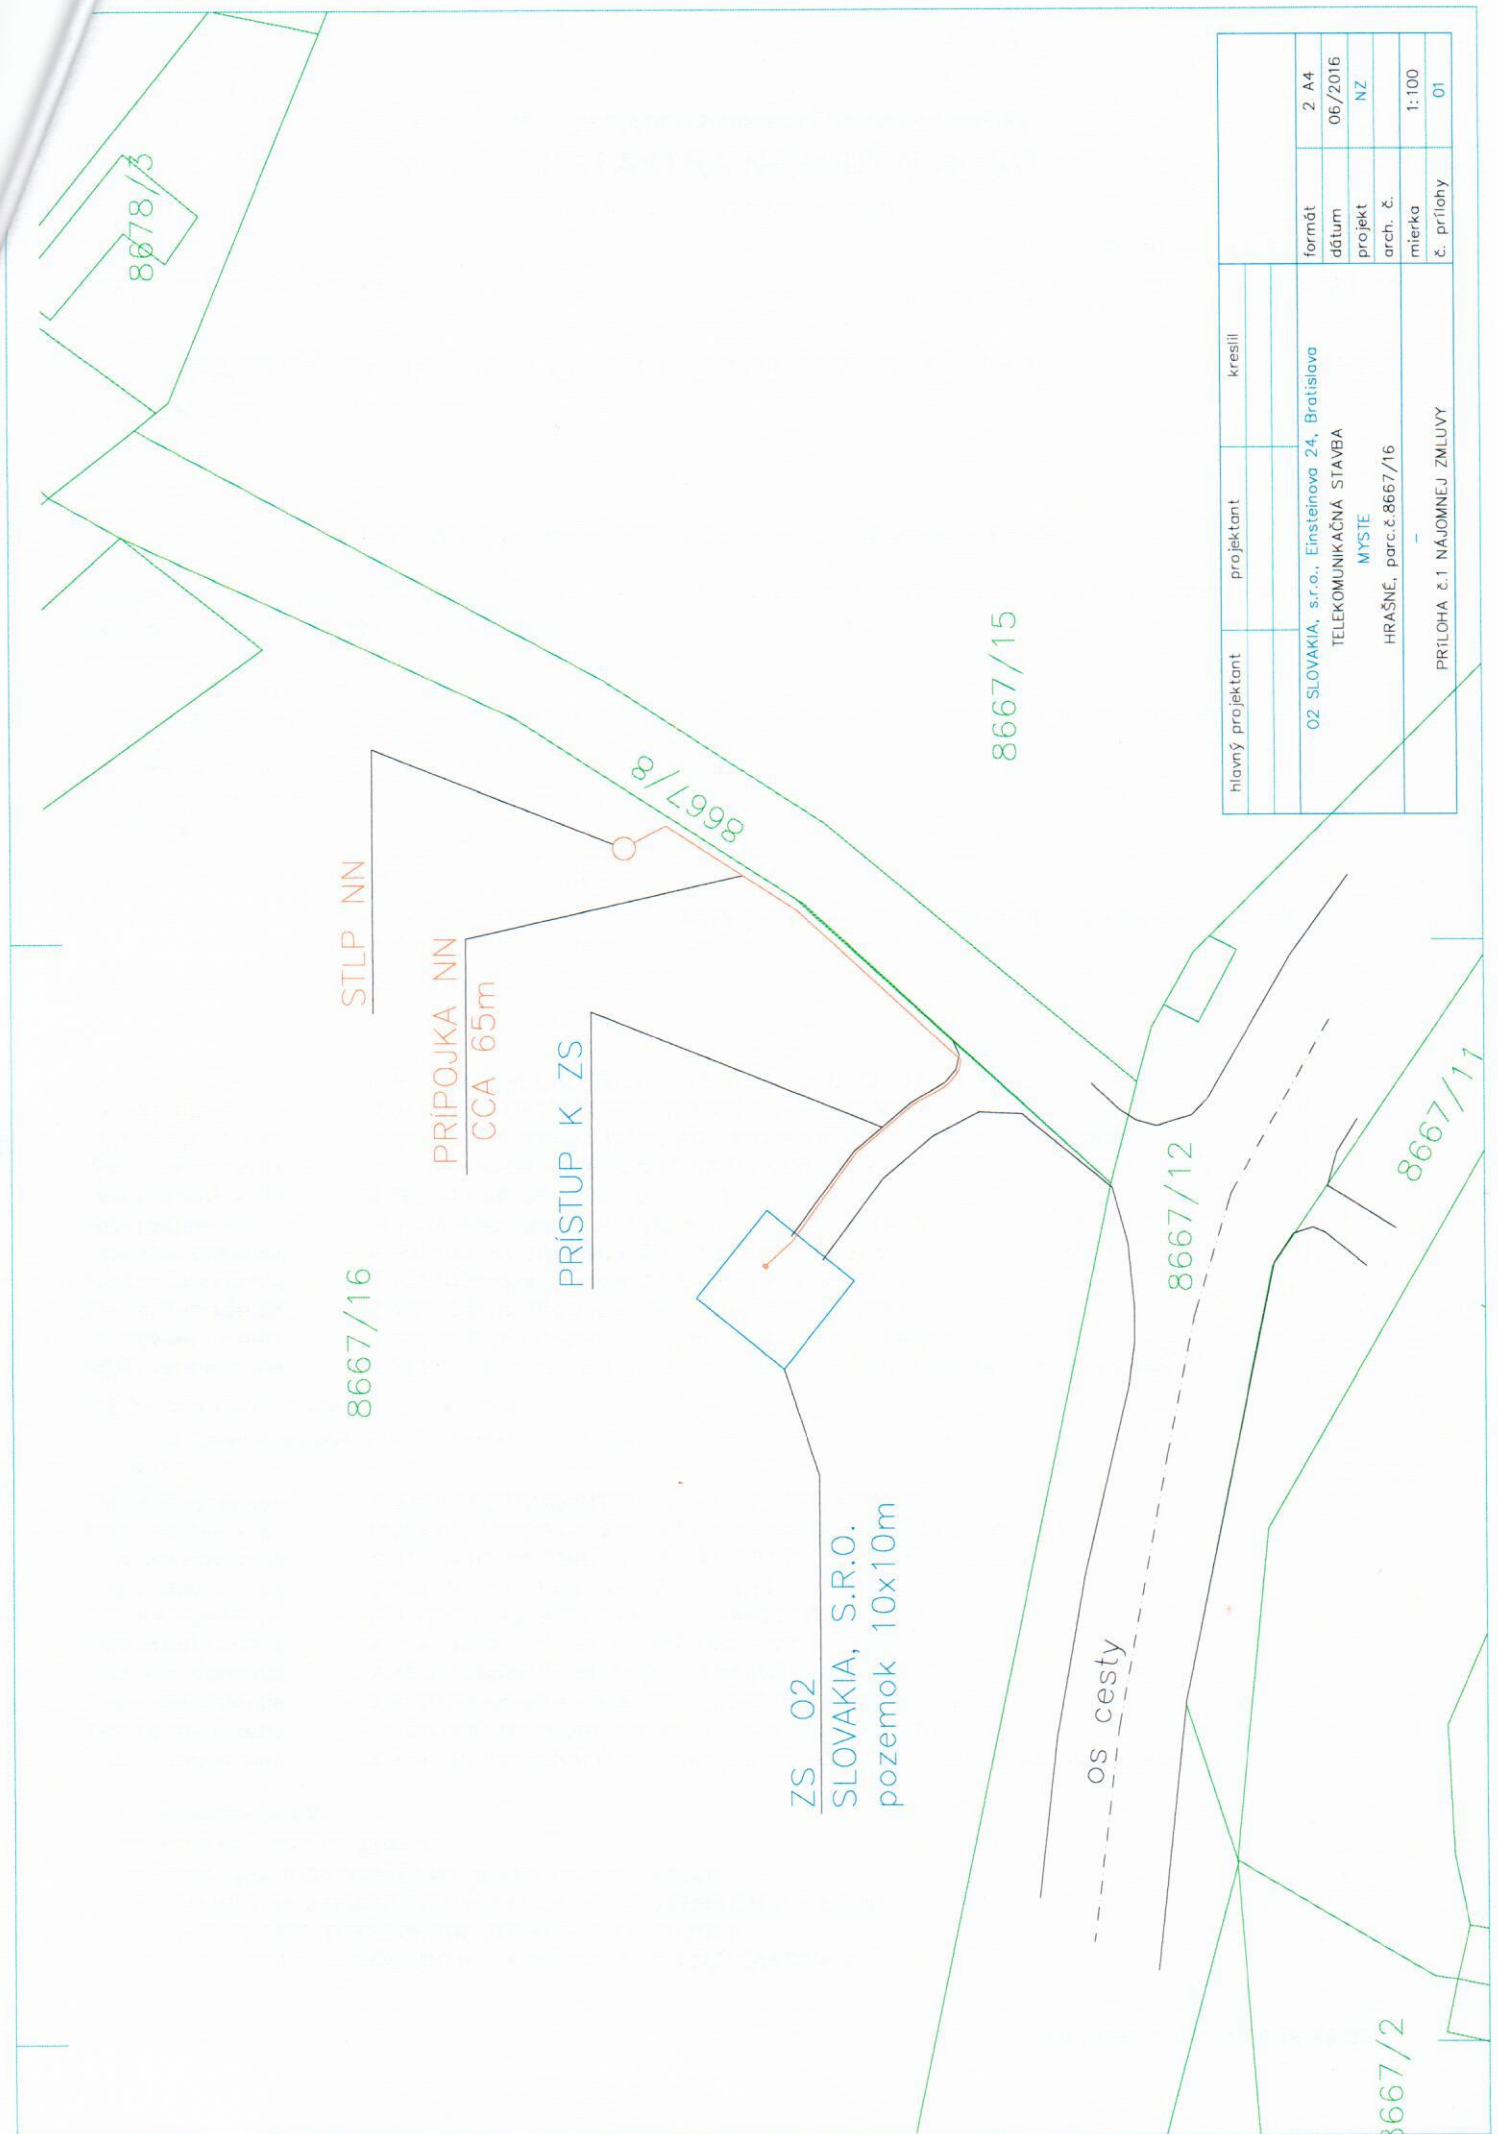 8678/3
STLP NN
PRÍPOJKA NN
CCA 65m
PRÍSTUP K ZS
8667/8
8667/15
8667/16
ZS O2
SLOVAKIA, S.R.O.
pozemok 10x10m
os cesty
8667/12
8667/11
8667/2
hlavný projektant projektant kreslil
O2 SLOVAKIA, s.r.o., Einsteinova 24, Bratislava
TELEKOMUNIKAČNÁ STAVBA
MYSTE
HRAŠNÉ, parc.č.8667/16
–
PRÍLOHA č.1 NÁJOMNEJ ZMLUVY
formát 2 A4
dátum 06/2016
projekt NZ
arch. č.
mierka 1:100
č. prílohy 01